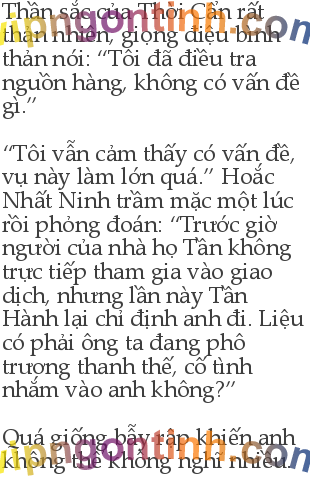 Thần sắc của Thời Cẩn rất
thản nhiên, giọng điệu bình
thản nói: “Tôi đã điều tra
nguồn hàng, không có vấn đề
gì.”
“Tôi vẫn cảm thấy có vấn đề,
vụ này làm lớn quá.” Hoắc
Nhất Ninh trầm mặc một lúc
rồi phỏng đoán: “Trước giờ
người của nhà họ Tần không
trực tiếp tham gia vào giao
dịch, nhưng lần này Tần
Hành lại chỉ định anh đi. Liệu
có phải ông ta đang phô
trương thanh thế, cố tình
nhắm vào anh không?”
Quá giống bẫy rập khiến anh
không thể không nghĩ nhiều.
vipngontinh.com
vipngontinh.com